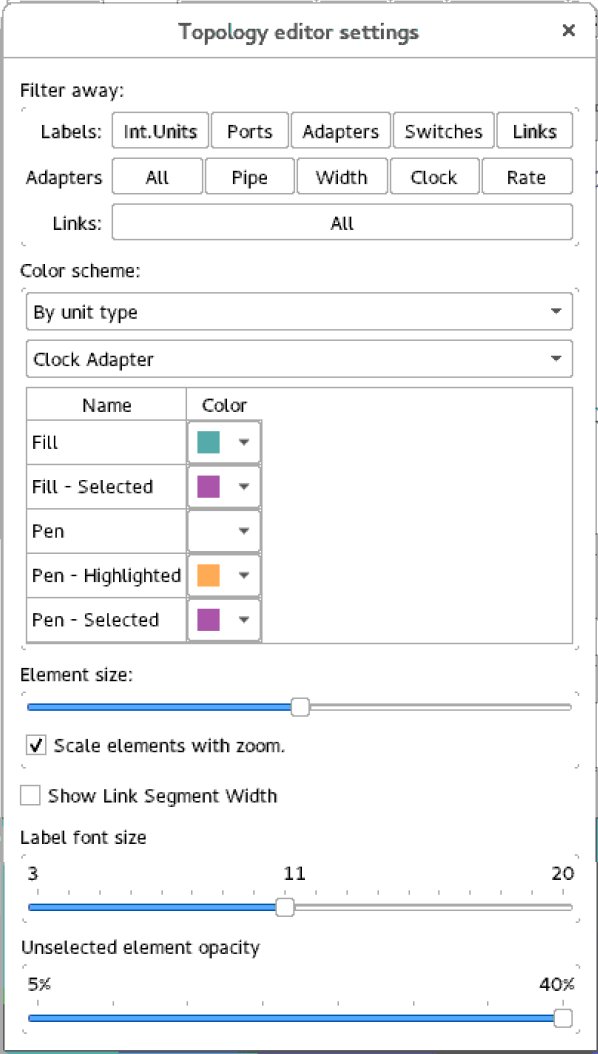 Topology editor settings ×
Filter away:
Labels: Int.Units Ports Adapters Switches Links
Adapters All Pipe Width Clock Rate
Links: All
Color scheme:
By unit type
Clock Adapter
Name Color
Fill
Fill - Selected
Pen
Pen - Highlighted
Pen - Selected
Element size:
Scale elements with zoom.
Show Link Segment Width
Label font size
3 11 20
Unselected element opacity
5% 40%